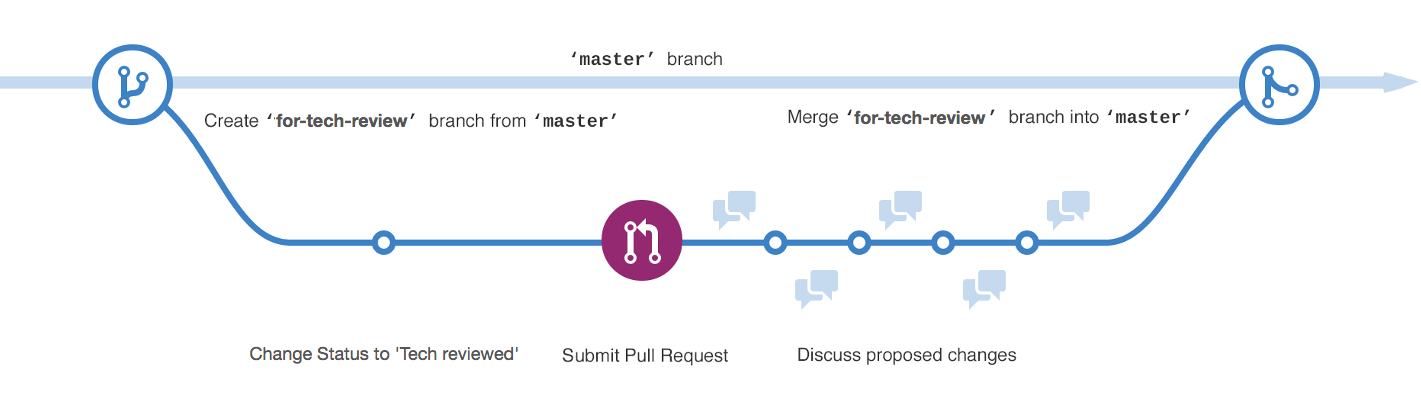 ‘master’ branch
Create ‘for-tech-review’ branch from ‘master’
Merge ‘for-tech-review’ branch into ‘master’
Change Status to 'Tech reviewed'
Submit Pull Request
Discuss proposed changes